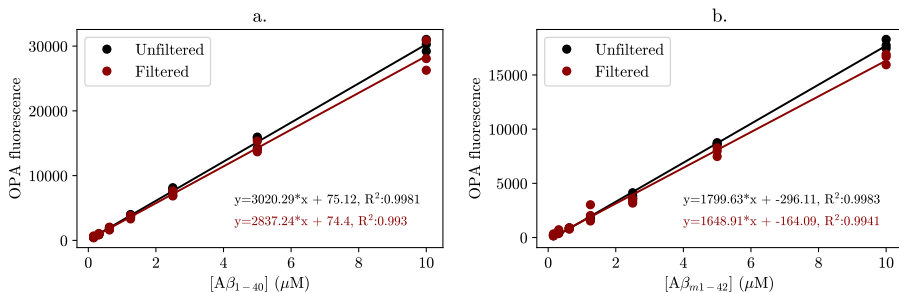 a.
OPA fluorescence
30000
20000
10000
0
Unfiltered
Filtered
y=3020.29*x + 75.12, R²:0.9981
y=2837.24*x + 74.4, R²:0.993
0 2 4 6 8 10
[Aβ₁₋₄₀] (μM)
b.
OPA fluorescence
15000
10000
5000
0
Unfiltered
Filtered
y=1799.63*x + -296.11, R²:0.9983
y=1648.91*x + -164.09, R²:0.9941
0 2 4 6 8 10
[Aβₘ₁₋₄₂] (μM)